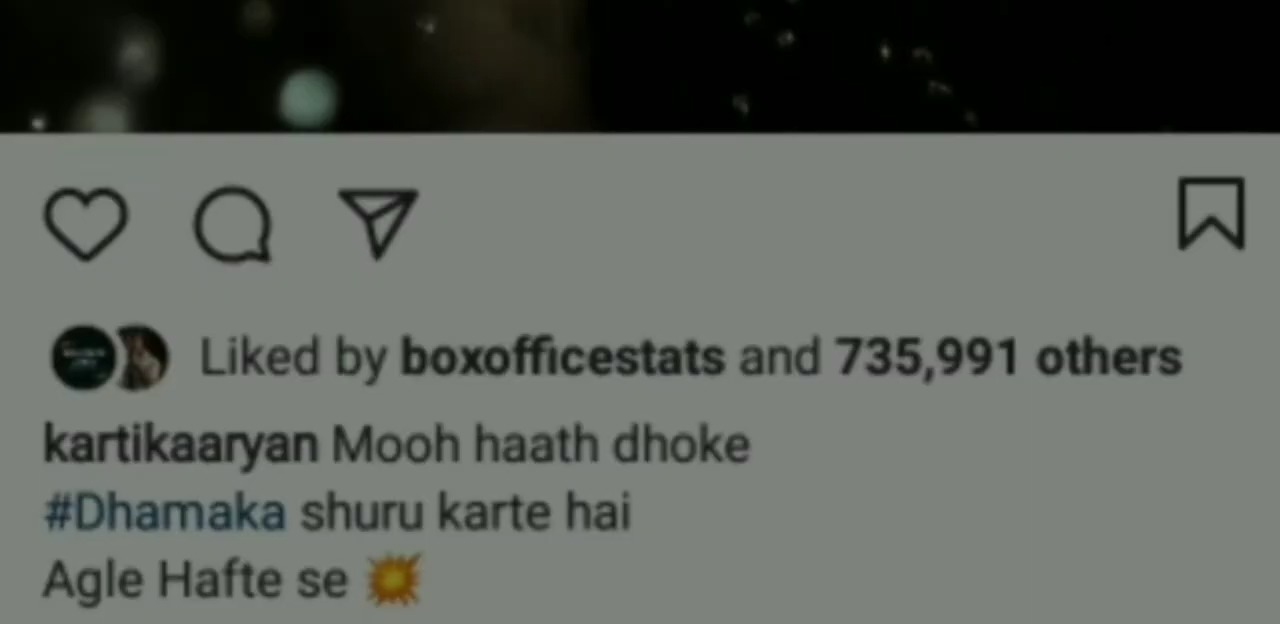 Liked by boxofficestats and 735,991 others
kartikaaryan Mooh haath dhoke
#Dhamaka shuru karte hai
Agle Hafte se 💥